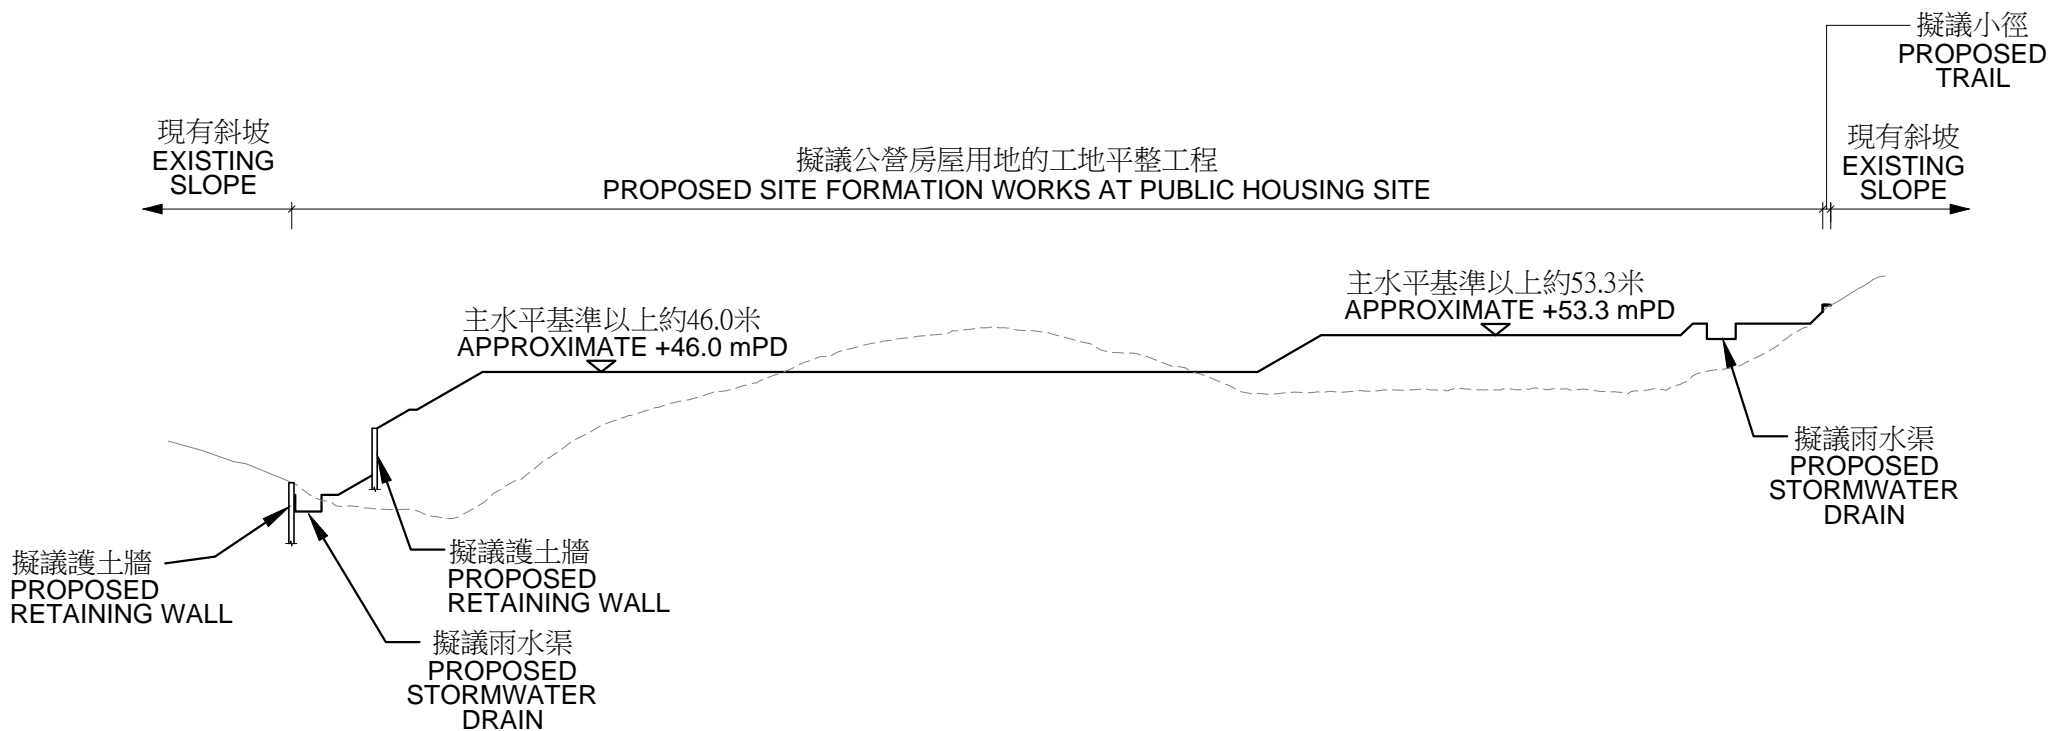 擬議小徑
PROPOSED
TRAIL
現有斜坡
EXISTING
SLOPE
擬議公營房屋用地的工地平整工程
PROPOSED SITE FORMATION WORKS AT PUBLIC HOUSING SITE
現有斜坡
EXISTING
SLOPE
主水平基準以上約46.0米
APPROXIMATE +46.0 mPD
主水平基準以上約53.3米
APPROXIMATE +53.3 mPD
擬議雨水渠
PROPOSED
STORMWATER
DRAIN
擬議護土牆
PROPOSED
RETAINING WALL
擬議護土牆
PROPOSED
RETAINING WALL
擬議雨水渠
PROPOSED
STORMWATER
DRAIN